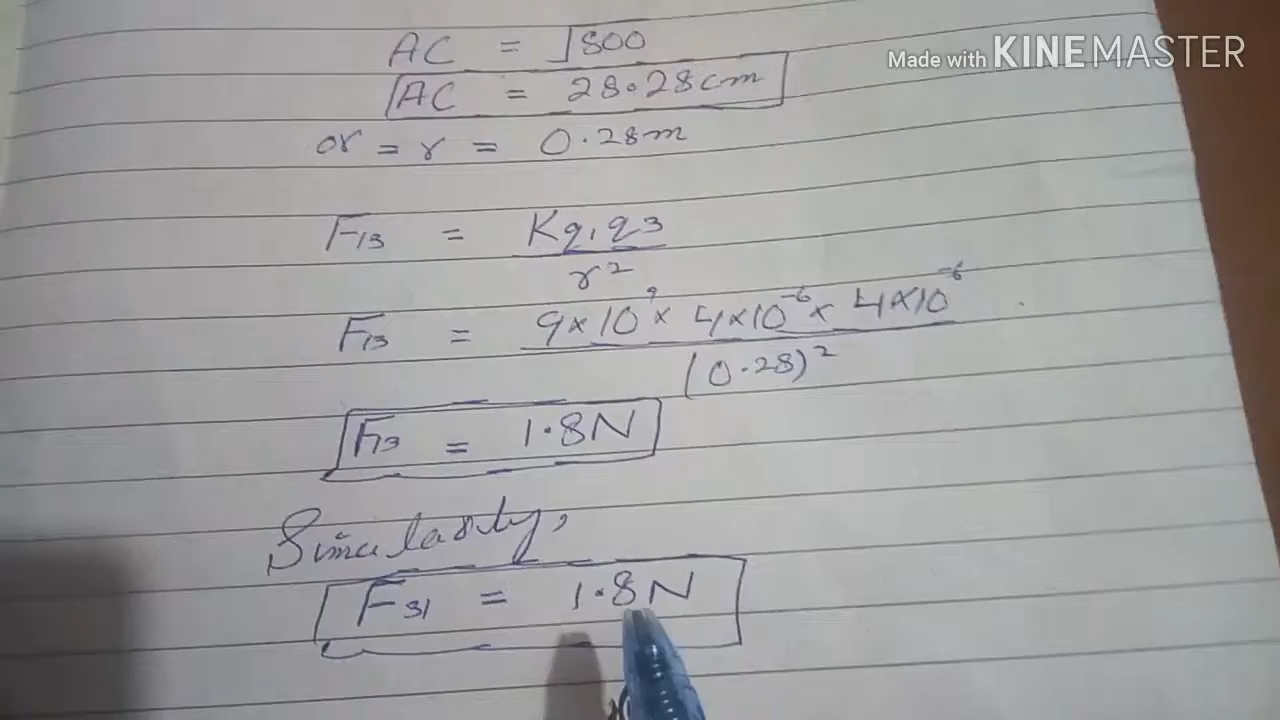 Made with KINEMASTER
AC = √800
AC = 28.28cm
or = r = 0.28m
F13 = Kq1q3
r²
F13 = 9×10⁹ × 4×10⁻⁶ × 4×10⁻⁶
(0.28)²
F13 = 1.8N
Similarity,
F31 = 1.8N